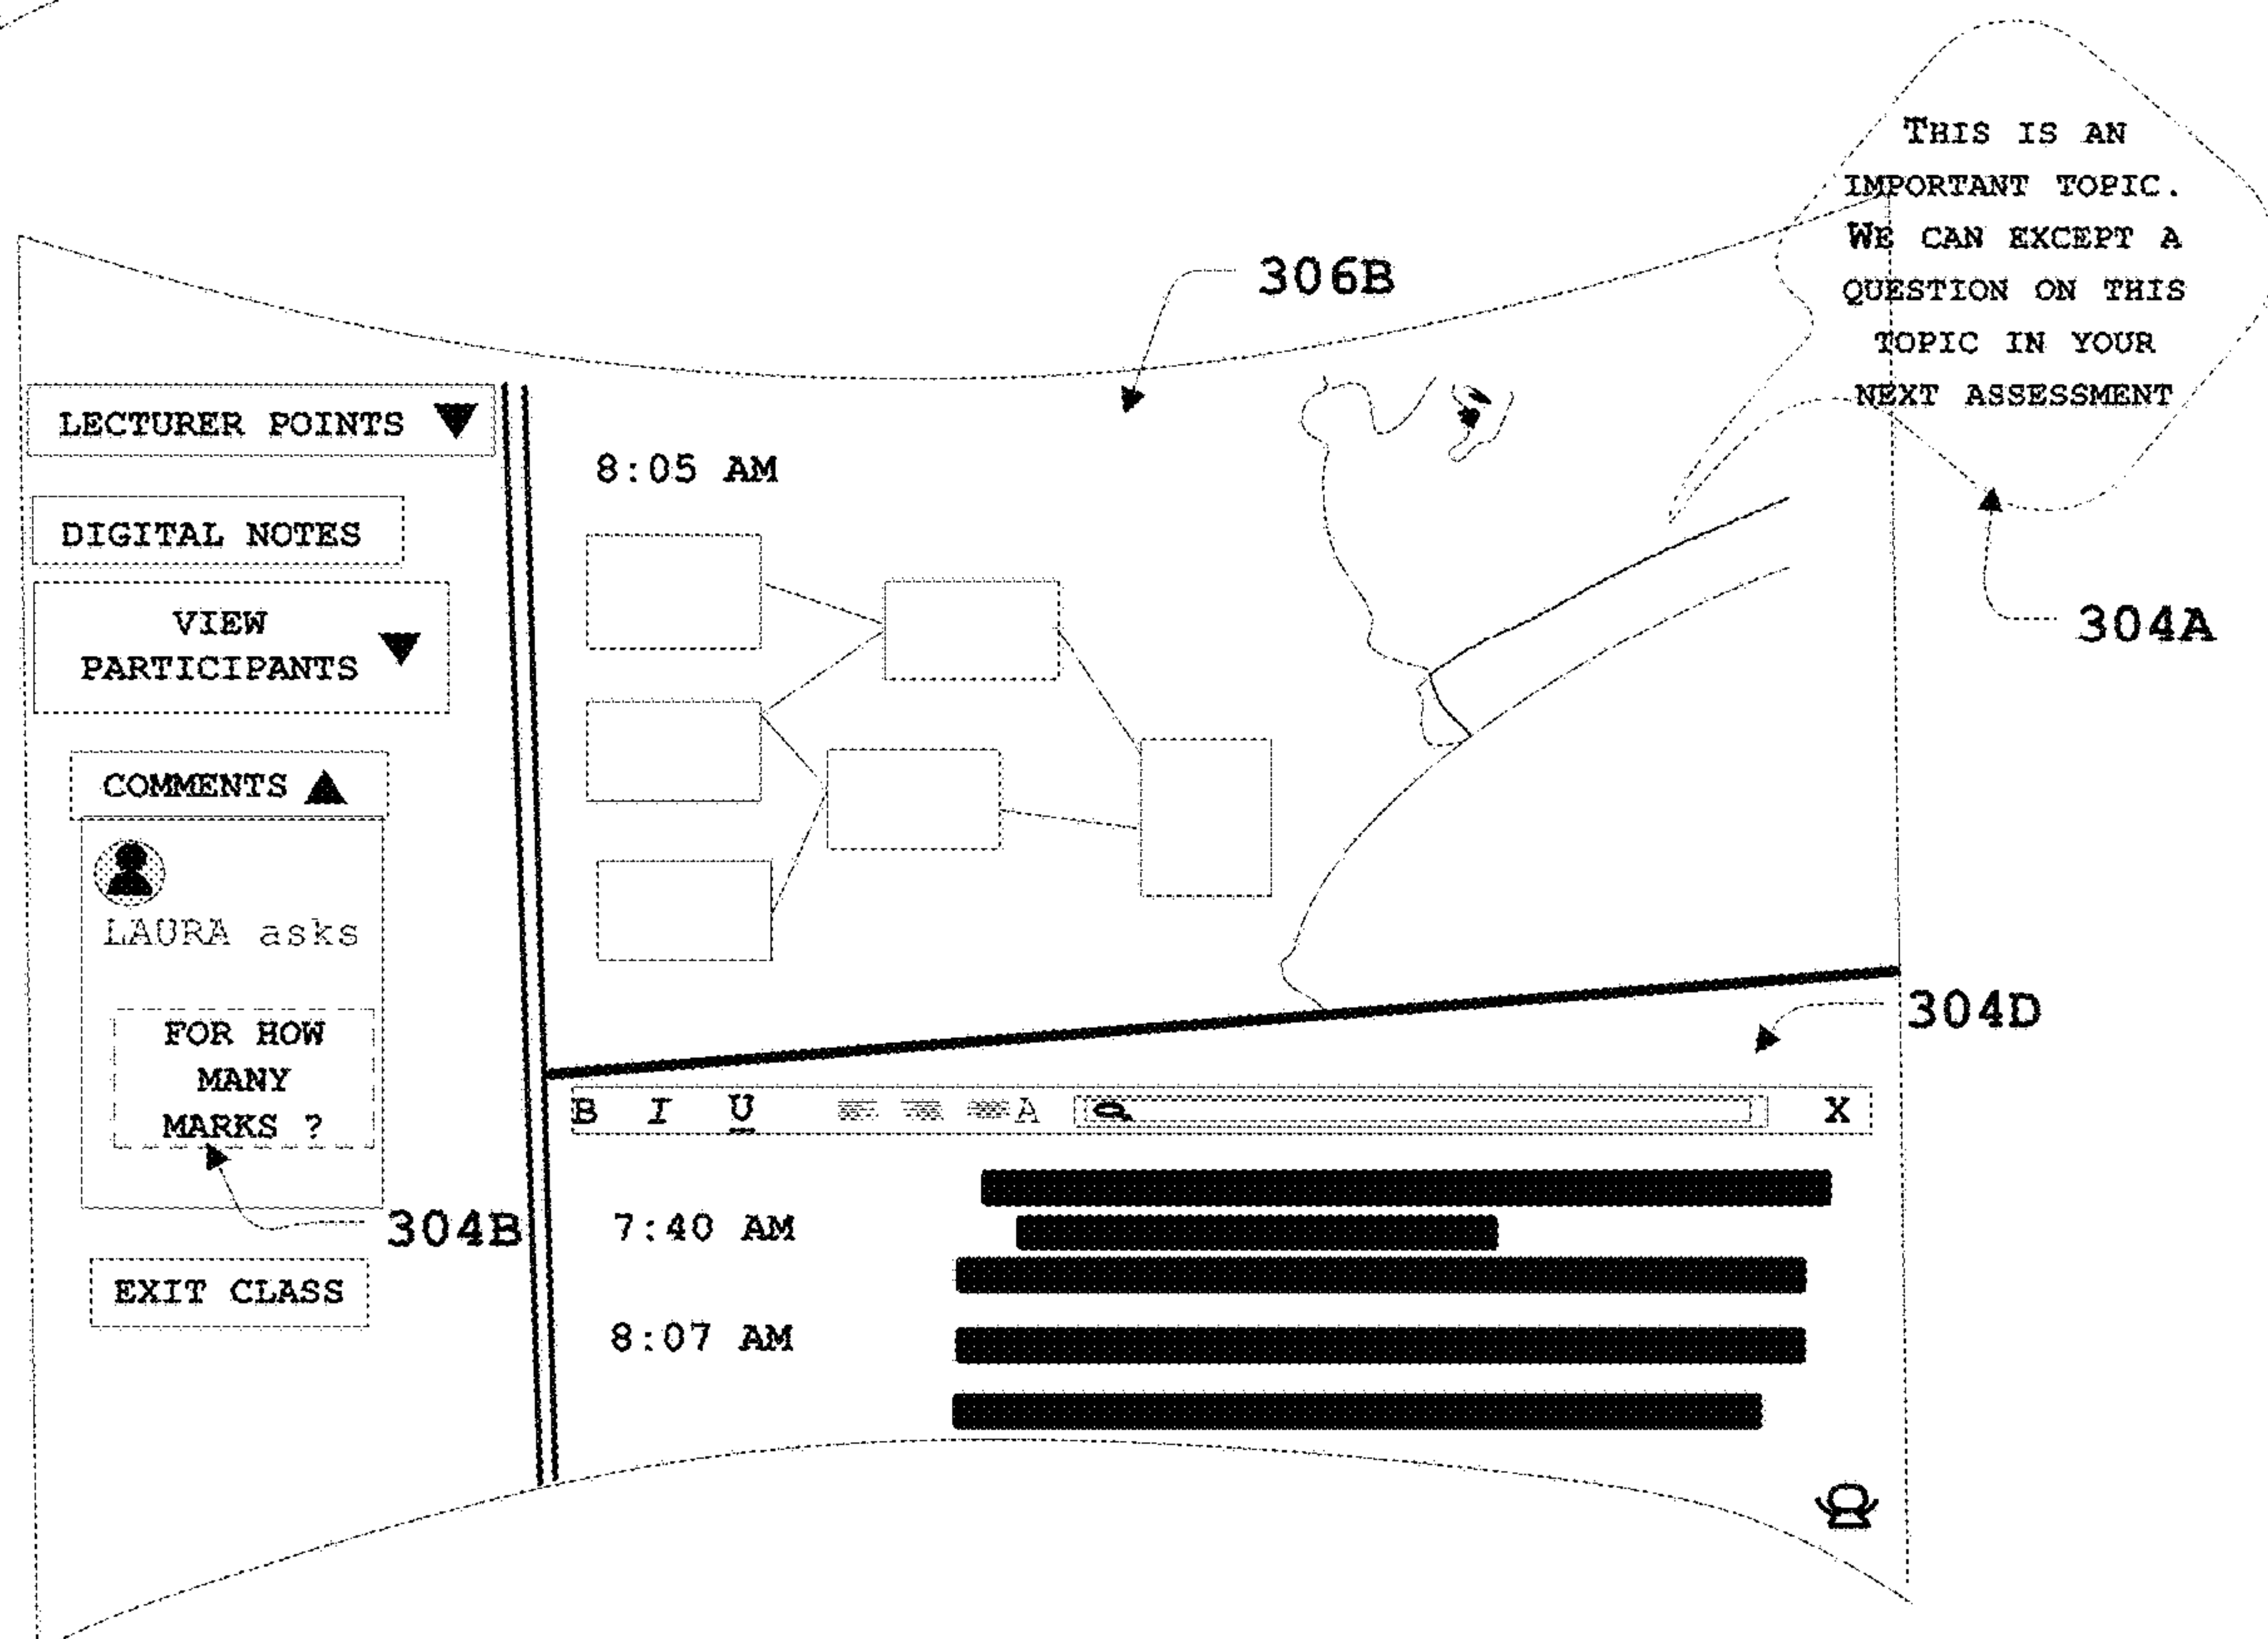 THIS IS AN
IMPORTANT TOPIC.
WE CAN EXCEPT A
QUESTION ON THIS
TOPIC IN YOUR
NEXT ASSESSMENT
306B
304A
LECTURER POINTS
DIGITAL NOTES
VIEW
PARTICIPANTS
COMMENTS
LAURA asks
FOR HOW
MANY
MARKS ?
304B
EXIT CLASS
8:05 AM
304D
B I U A X
7:40 AM
8:07 AM